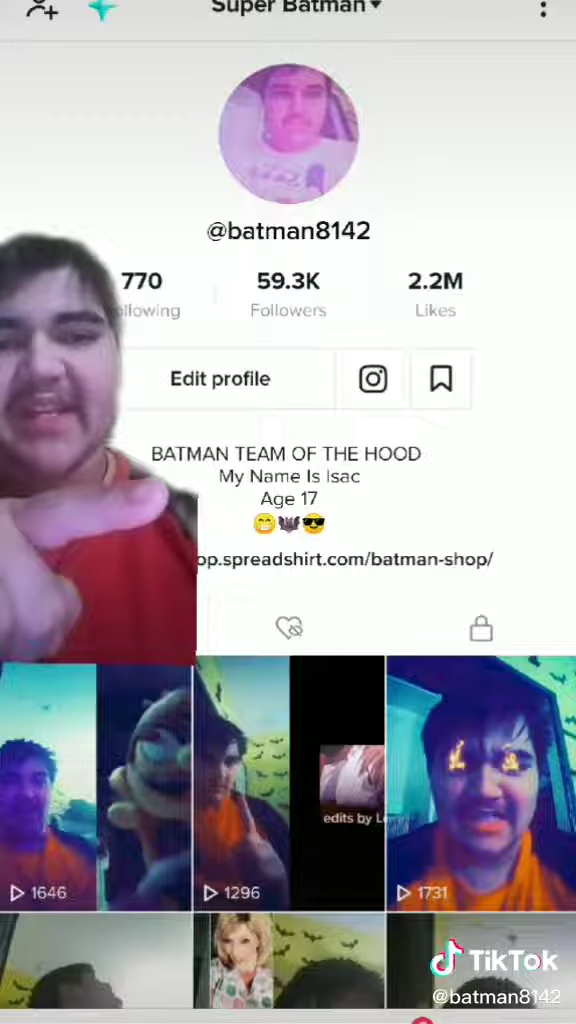 Super Batman
@batman8142
770
59.3K
2.2M
Followers
Likes
Edit profile
BATMAN TEAM OF THE HOOD
My Name Is Isac
Age 17
op.spreadshirt.com/batman-shop/
edits by
1646
1296
1731
TikTok
@batman8142